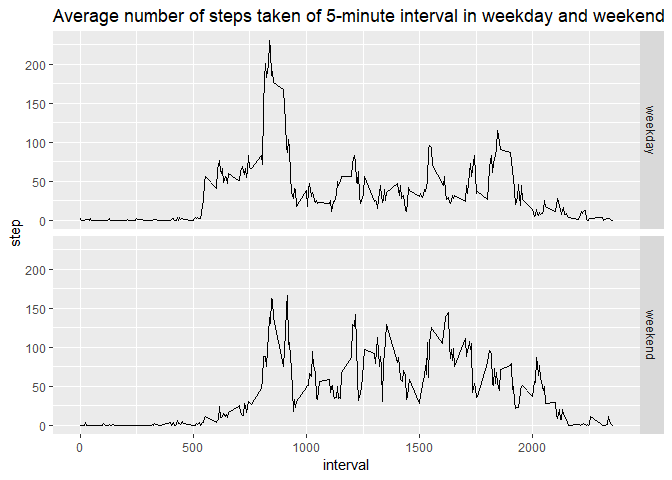 Average number of steps taken of 5-minute interval in weekday and weekend
200
150
100
50
0
weekday
step
200
150
100
50
0
weekend
0 500 1000 1500 2000
interval